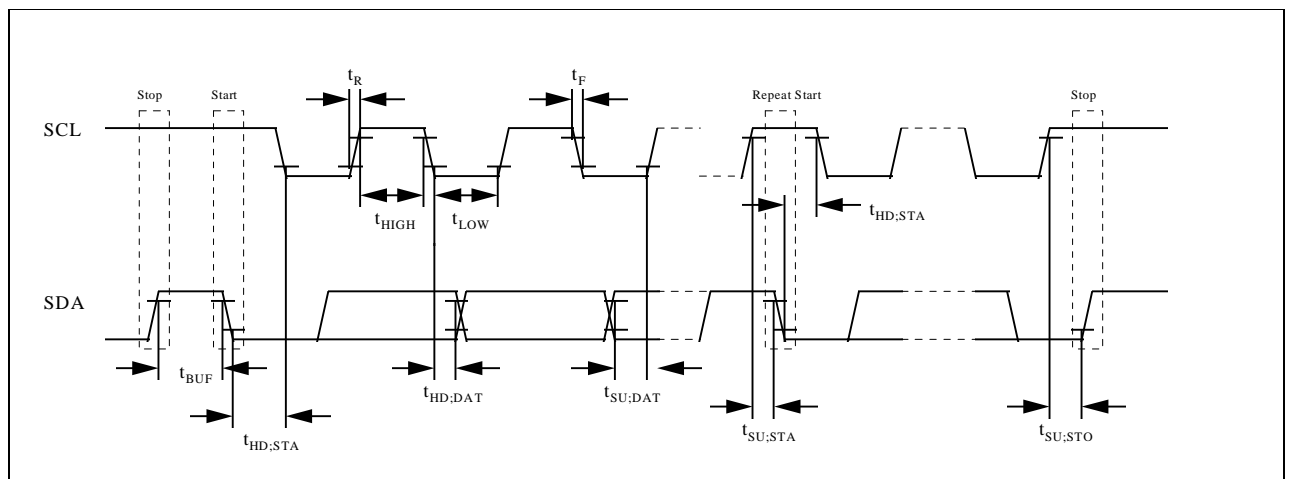 t_R
t_F
Stop
Start
Repeat Start
Stop
SCL
t_HIGH
t_LOW
t_HD;STA
SDA
t_BUF
t_HD;DAT
t_SU;DAT
t_HD;STA
t_SU;STA
t_SU;STO